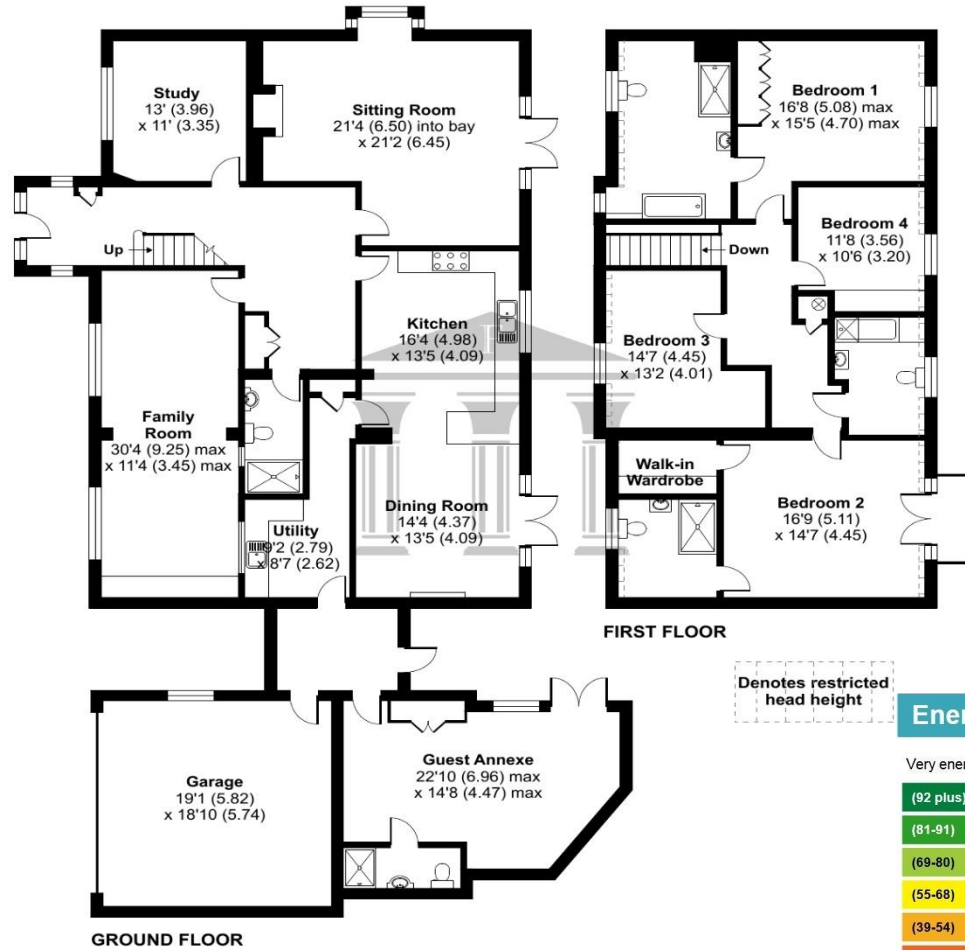 Study
13' (3.96)
x 11' (3.35)
Sitting Room
21'4 (6.50) into bay
x 21'2 (6.45)
Up
Kitchen
16'4 (4.98)
x 13'5 (4.09)
Family
Room
30'4 (9.25) max
x 11'4 (3.45) max
Dining Room
14'4 (4.37)
x 13'5 (4.09)
Utility
9'2 (2.79)
x 8'7 (2.62)
Garage
19'1 (5.82)
x 18'10 (5.74)
Guest Annexe
22'10 (6.96) max
x 14'8 (4.47) max
GROUND FLOOR
Bedroom 1
16'8 (5.08) max
x 15'5 (4.70) max
Bedroom 4
11'8 (3.56)
x 10'6 (3.20)
Down
Bedroom 3
14'7 (4.45)
x 13'2 (4.01)
Walk-in
Wardrobe
Bedroom 2
16'9 (5.11)
x 14'7 (4.45)
FIRST FLOOR
Denotes restricted
head height
Ener
Very ener
(92 plus)
(81-91)
(69-80)
(55-68)
(39-54)